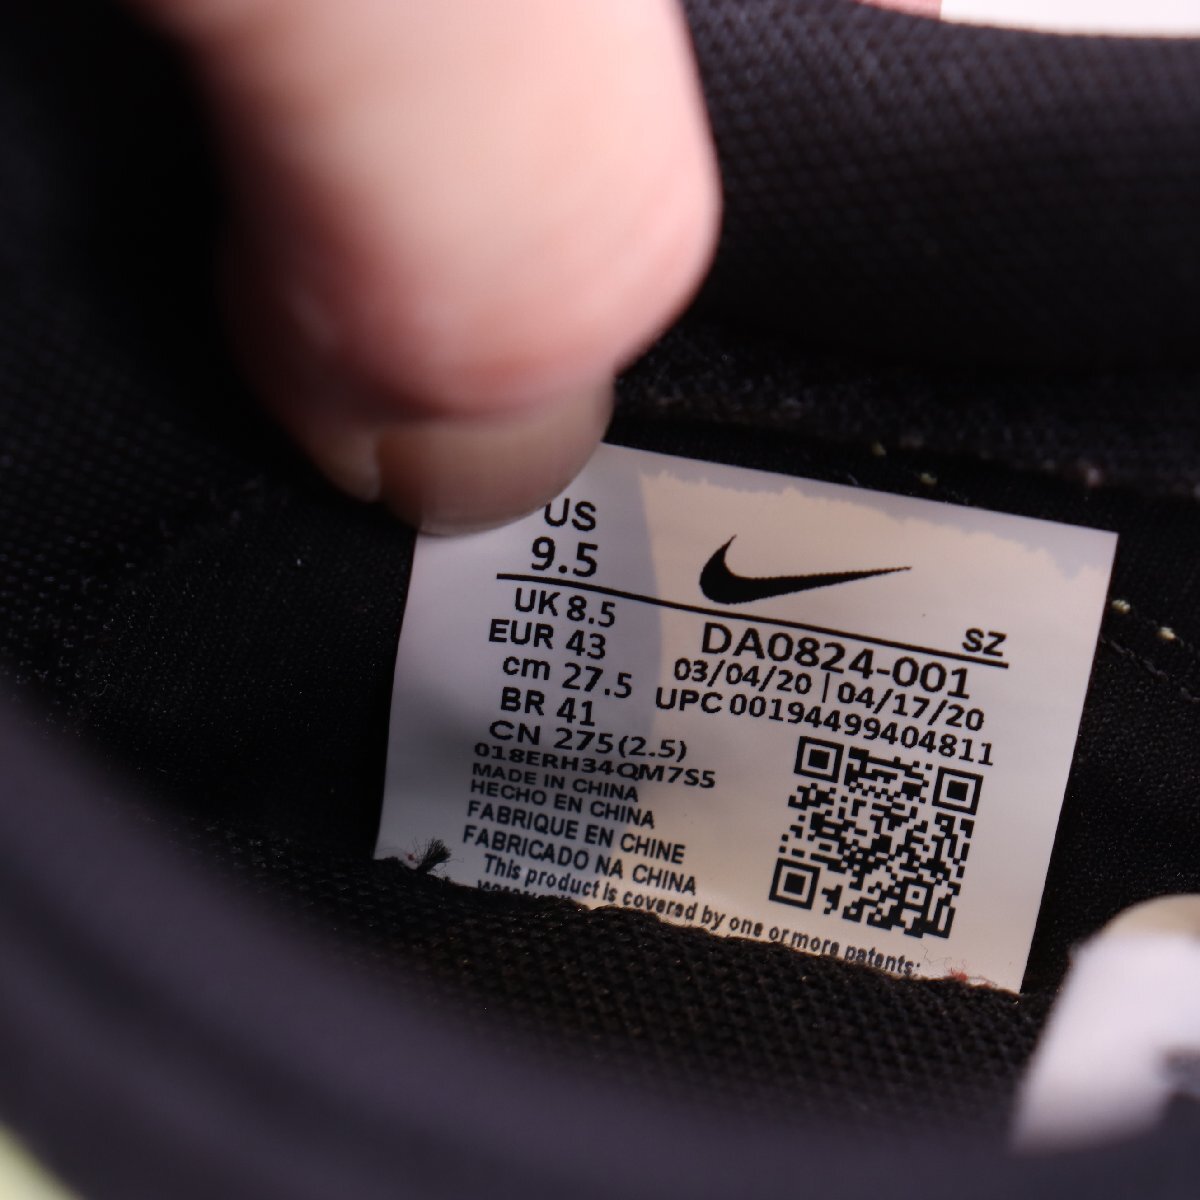 US
9.5
UK 8.5
EUR 43
cm 27.5
BR 41
CN 275(2.5)
018ERH34QM7S5
MADE IN CHINA
HECHO EN CHINA
FABRIQUE EN CHINE
FABRICADO NA CHINA
This product is covered by one or more patents:
SZ
DA0824-001
03/04/20 | 04/17/20
UPC 00194499404811